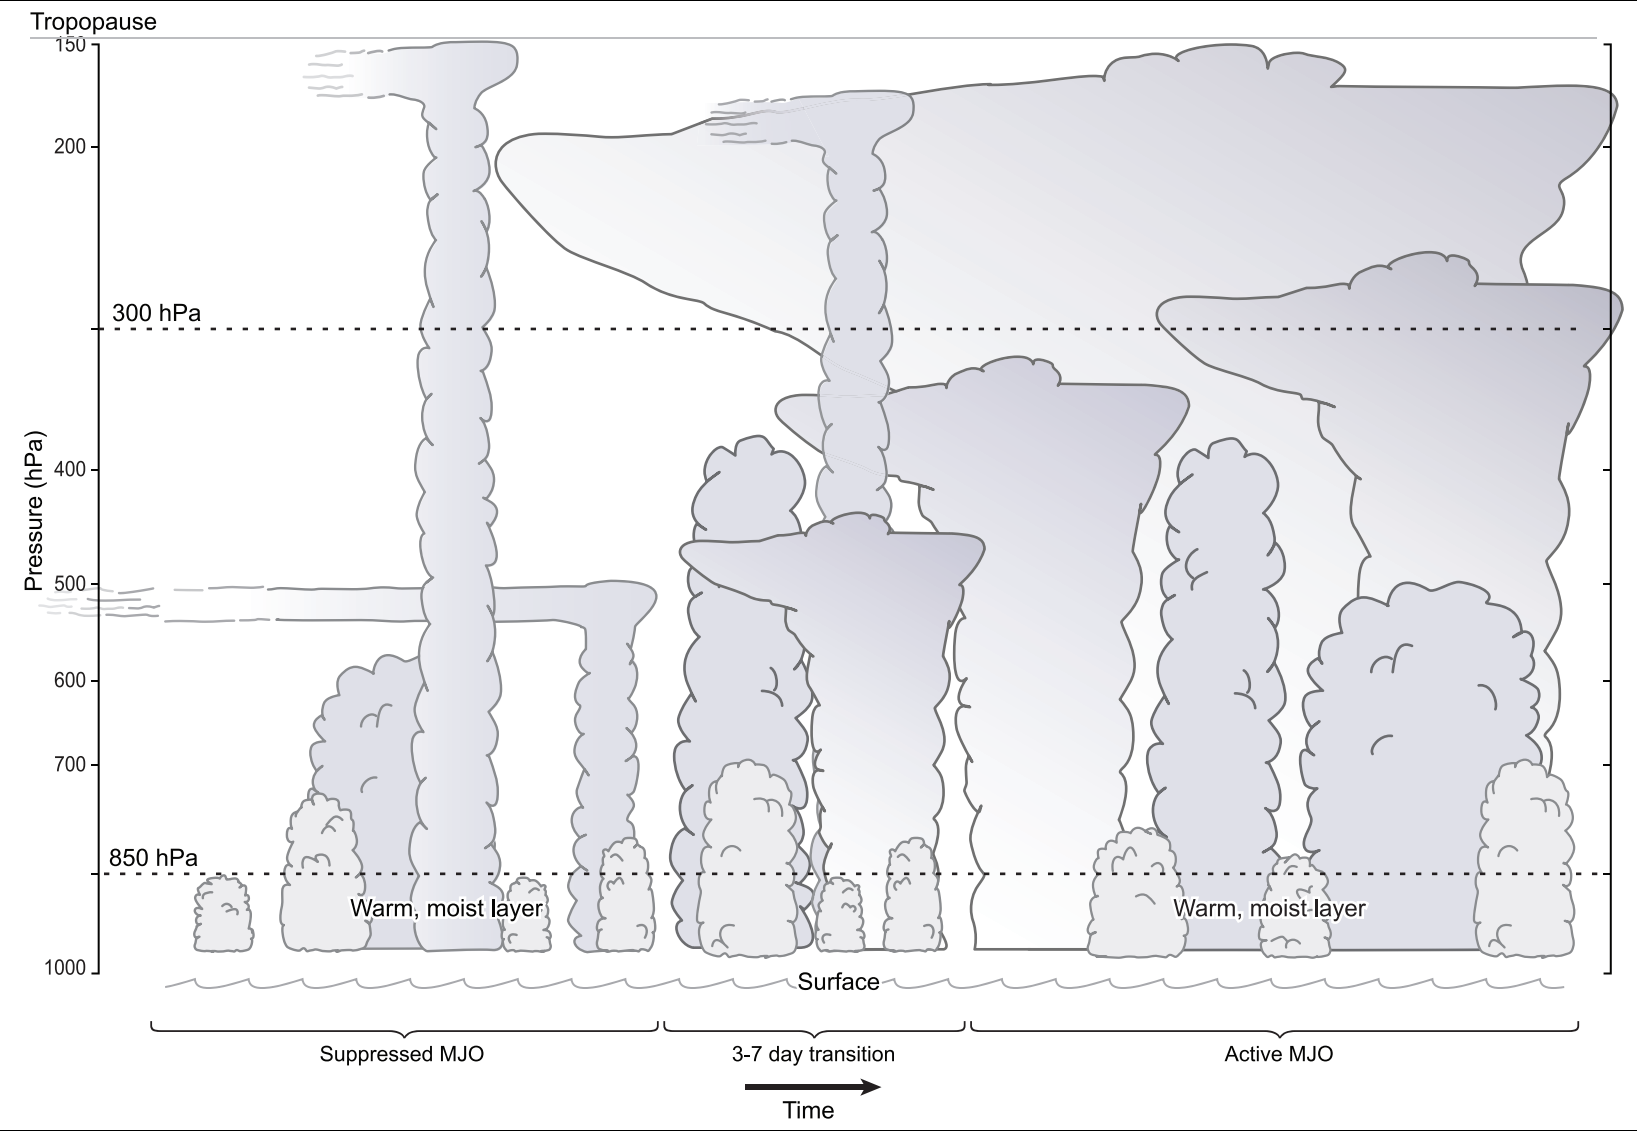 Tropopause
150
200
300 hPa
400
500
600
700
850 hPa
1000
Pressure (hPa)
Warm, moist layer
Warm, moist layer
Surface
Suppressed MJO
3-7 day transition
Active MJO
Time